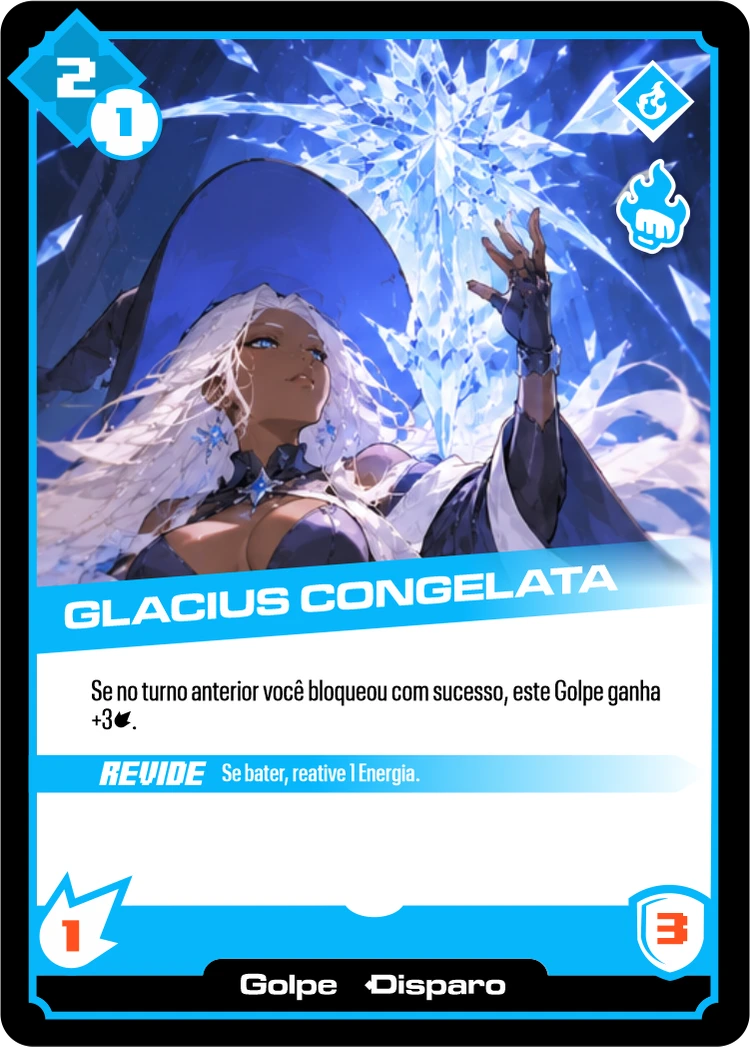 2
1
GLACIUS CONGELATA
Se no turno anterior você bloqueou com sucesso, este Golpe ganha
+3.
REVIDE Se bater, reative 1 Energia.
1
3
Golpe Disparo